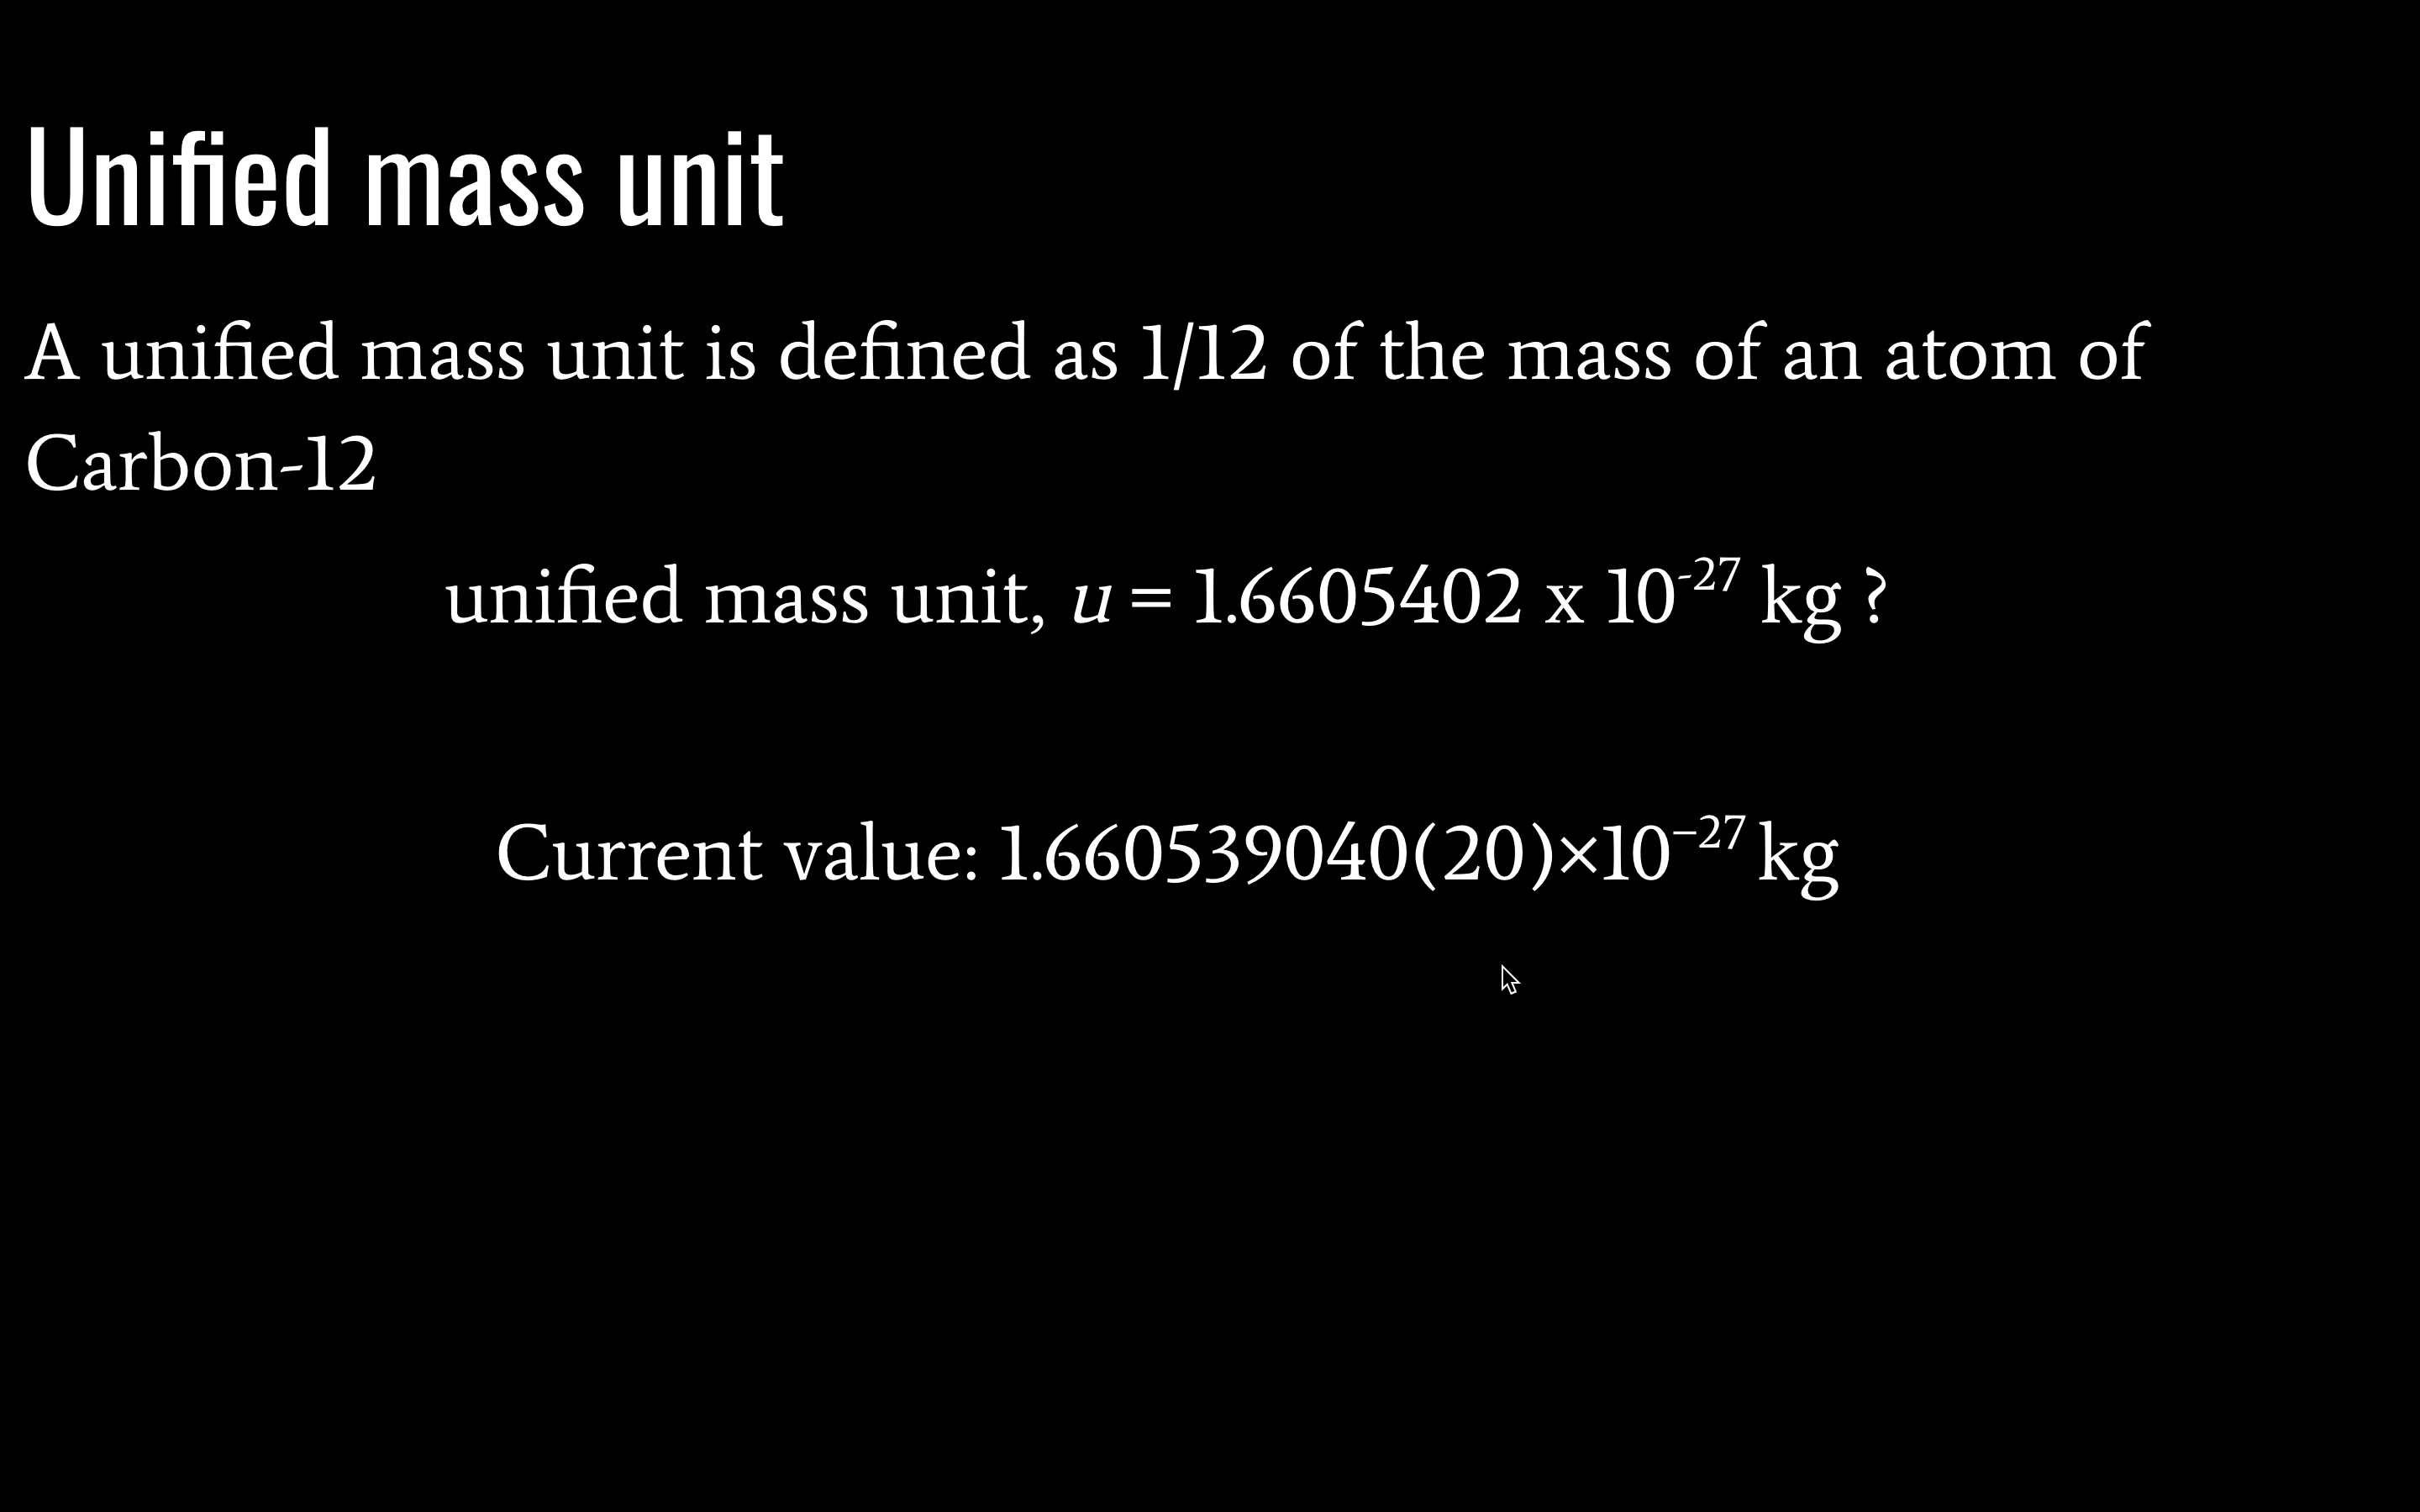 Unified mass unit
A unified mass unit is defined as 1/12 of the mass of an atom of
Carbon-12
unified mass unit, u = 1.6605402 x 10⁻²⁷ kg ?
Current value: 1.660539040(20)×10⁻²⁷ kg